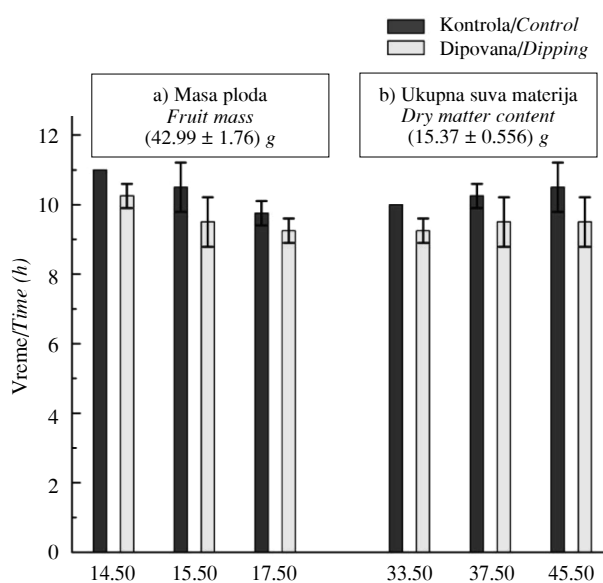 Kontrola/Control
Dipovana/Dipping
a) Masa ploda
Fruit mass
(42.99 ± 1.76) g
b) Ukupna suva materija
Dry matter content
(15.37 ± 0.556) g
Vreme/Time (h)
12
10
8
6
4
2
0
14.50 15.50 17.50 33.50 37.50 45.50